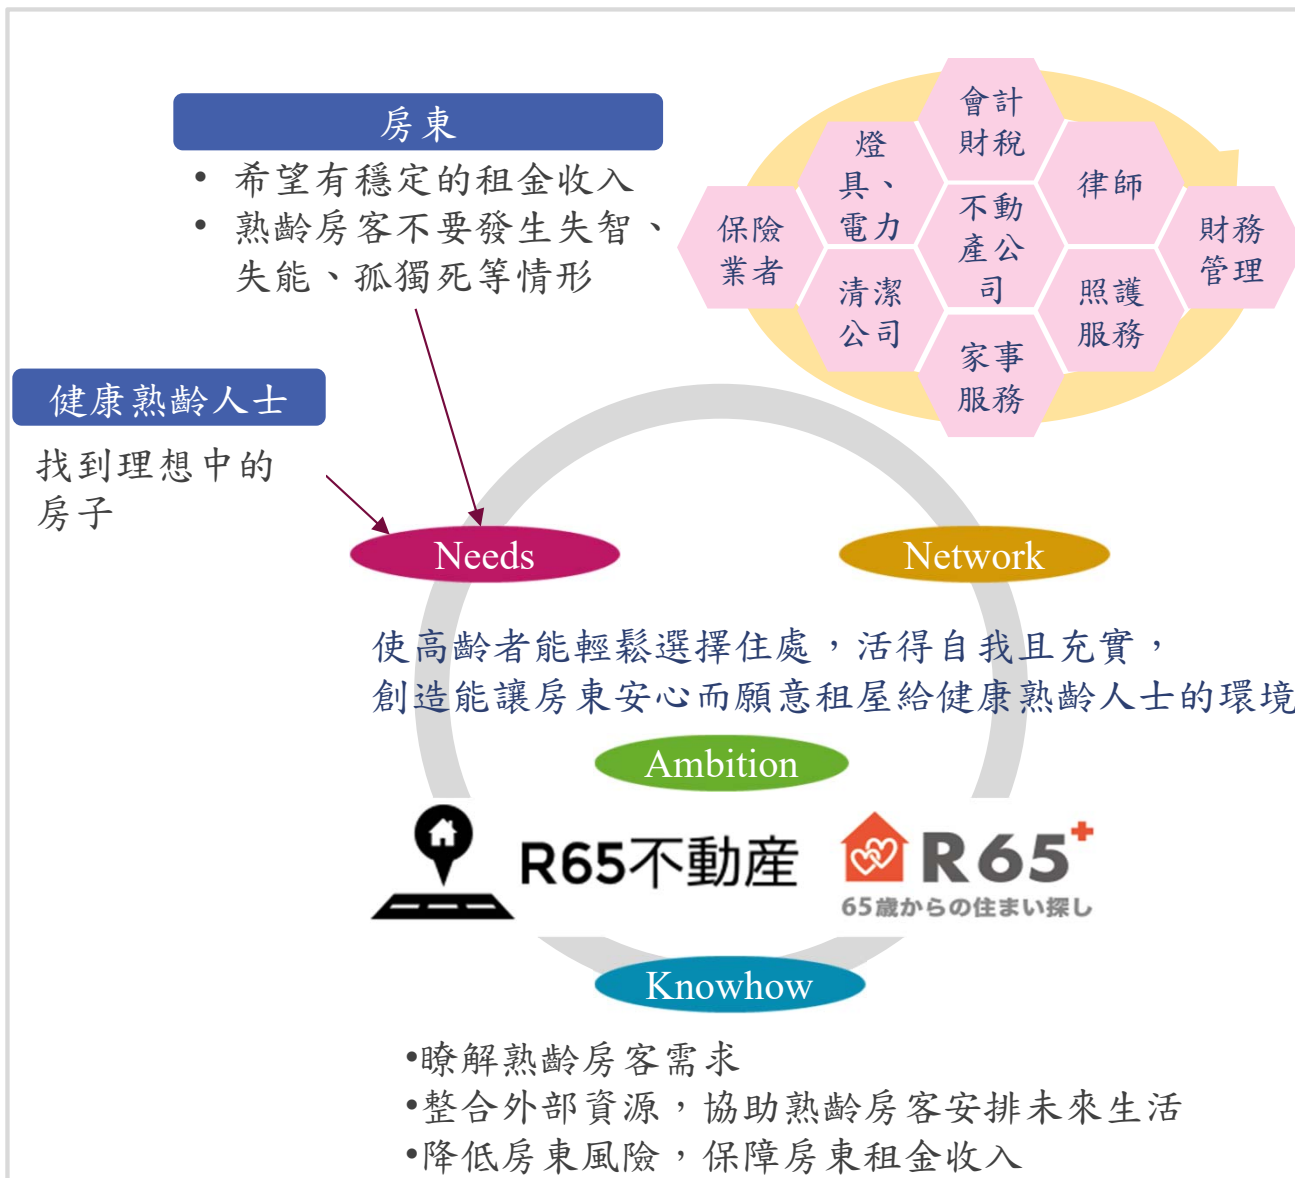 房東
• 希望有穩定的租金收入
• 熟齡房客不要發生失智、
失能、孤獨死等情形
健康熟齡人士
找到理想中的
房子
會計
財稅
燈
具、
電力
律師
保險
業者
不動
產公
司
財務
管理
清潔
公司
照護
服務
家事
服務
Needs
Network
使高齡者能輕鬆選擇住處，活得自我且充實，
創造能讓房東安心而願意租屋給健康熟齡人士的環境
Ambition
R65不動産
R65+
65歳からの住まい探し
Knowhow
•瞭解熟齡房客需求
•整合外部資源，協助熟齡房客安排未來生活
•降低房東風險，保障房東租金收入